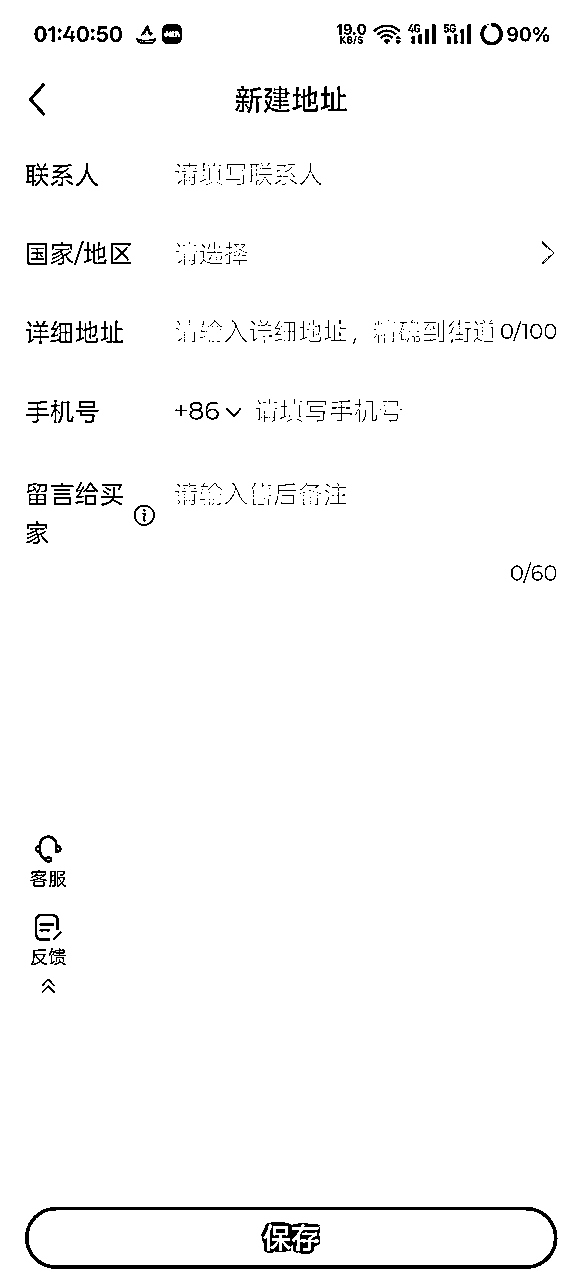 01:40:50 19.0 KB/S 4G 5G 90%
新建地址
联系人 请填写联系人
国家/地区 请选择
详细地址 请输入详细地址，精确到街道 0/100
手机号 +86 请填写手机号
留言给买家 请输入售后备注
0/60
客服
反馈
保存